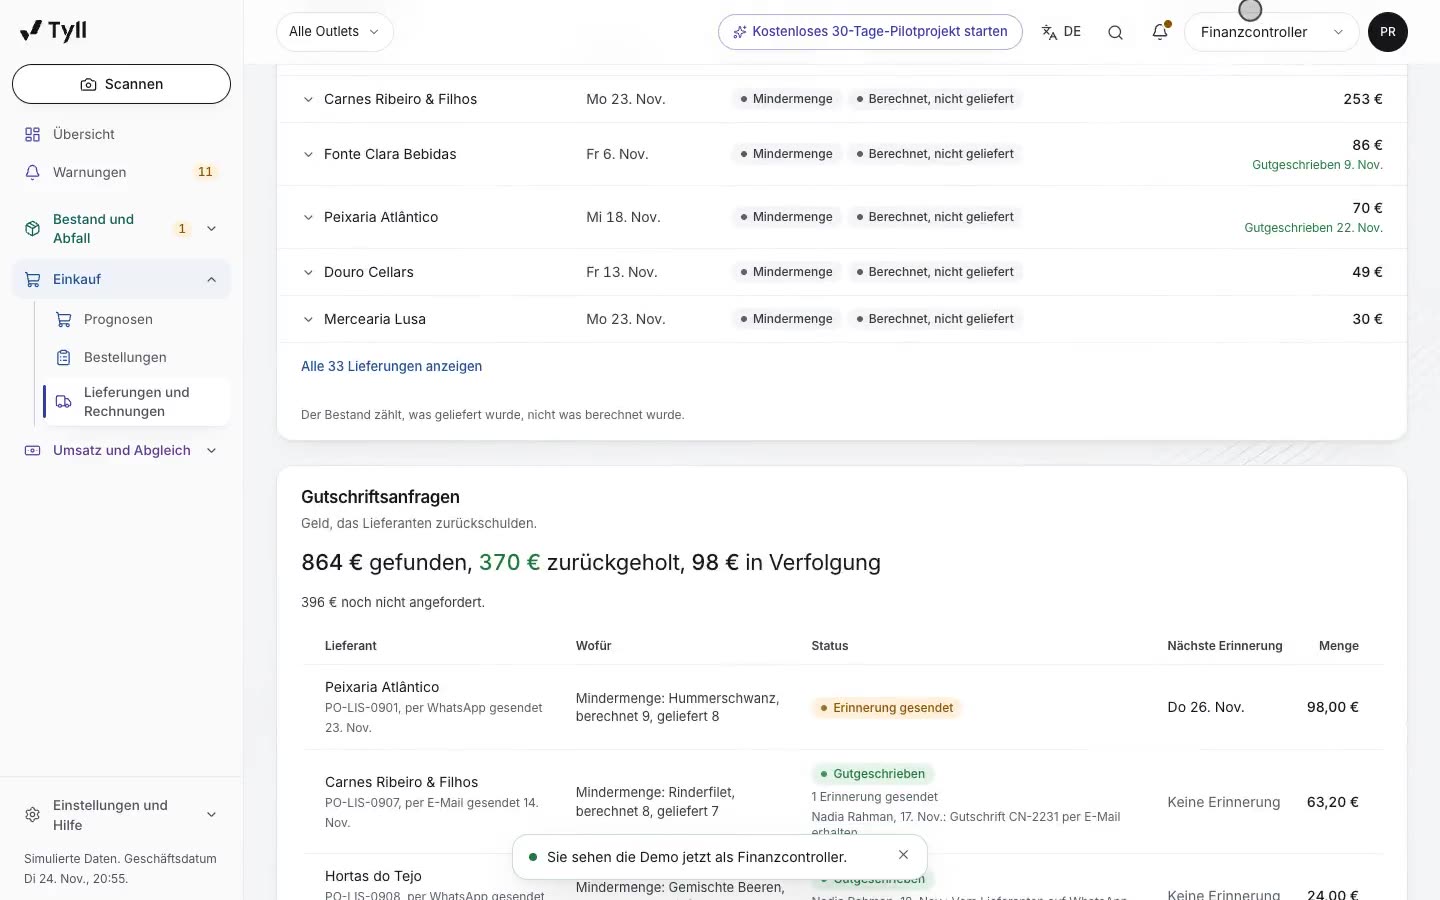 Tyll
Alle Outlets
Kostenloses 30-Tage-Pilotprojekt starten
DE
Finanzcontroller
PR
Scannen
Übersicht
Warnungen 11
Bestand und Abfall 1
Einkauf
Prognosen
Bestellungen
Lieferungen und Rechnungen
Umsatz und Abgleich
Einstellungen und Hilfe
Simulierte Daten. Geschäftsdatum
Di 24. Nov., 20:55.
Carnes Ribeiro & Filhos Mo 23. Nov. Mindermenge Berechnet, nicht geliefert 253 €
Fonte Clara Bebidas Fr 6. Nov. Mindermenge Berechnet, nicht geliefert 86 €
Gutgeschrieben 9. Nov.
Peixaria Atlântico Mi 18. Nov. Mindermenge Berechnet, nicht geliefert 70 €
Gutgeschrieben 22. Nov.
Douro Cellars Fr 13. Nov. Mindermenge Berechnet, nicht geliefert 49 €
Mercearia Lusa Mo 23. Nov. Mindermenge Berechnet, nicht geliefert 30 €
Alle 33 Lieferungen anzeigen
Der Bestand zählt, was geliefert wurde, nicht was berechnet wurde.
Gutschriftsanfragen
Geld, das Lieferanten zurückschulden.
864 € gefunden, 370 € zurückgeholt, 98 € in Verfolgung
396 € noch nicht angefordert.
Lieferant Wofür Status Nächste Erinnerung Menge
Peixaria Atlântico
PO-LIS-0901, per WhatsApp gesendet
23. Nov.
Mindermenge: Hummerschwanz,
berechnet 9, geliefert 8
Erinnerung gesendet
Do 26. Nov.
98,00 €
Carnes Ribeiro & Filhos
PO-LIS-0907, per E-Mail gesendet 14.
Nov.
Mindermenge: Rinderfilet,
berechnet 8, geliefert 7
Gutgeschrieben
1 Erinnerung gesendet
Nadia Rahman, 17. Nov.: Gutschrift CN-2231 per E-Mail
erhalten
Keine Erinnerung
63,20 €
Hortas do Tejo
PO-LIS-0908, per WhatsApp gesendet
Mindermenge: Gemischte Beeren,
Gutgeschrieben
Keine Erinnerung
24,00 €
Sie sehen die Demo jetzt als Finanzcontroller.